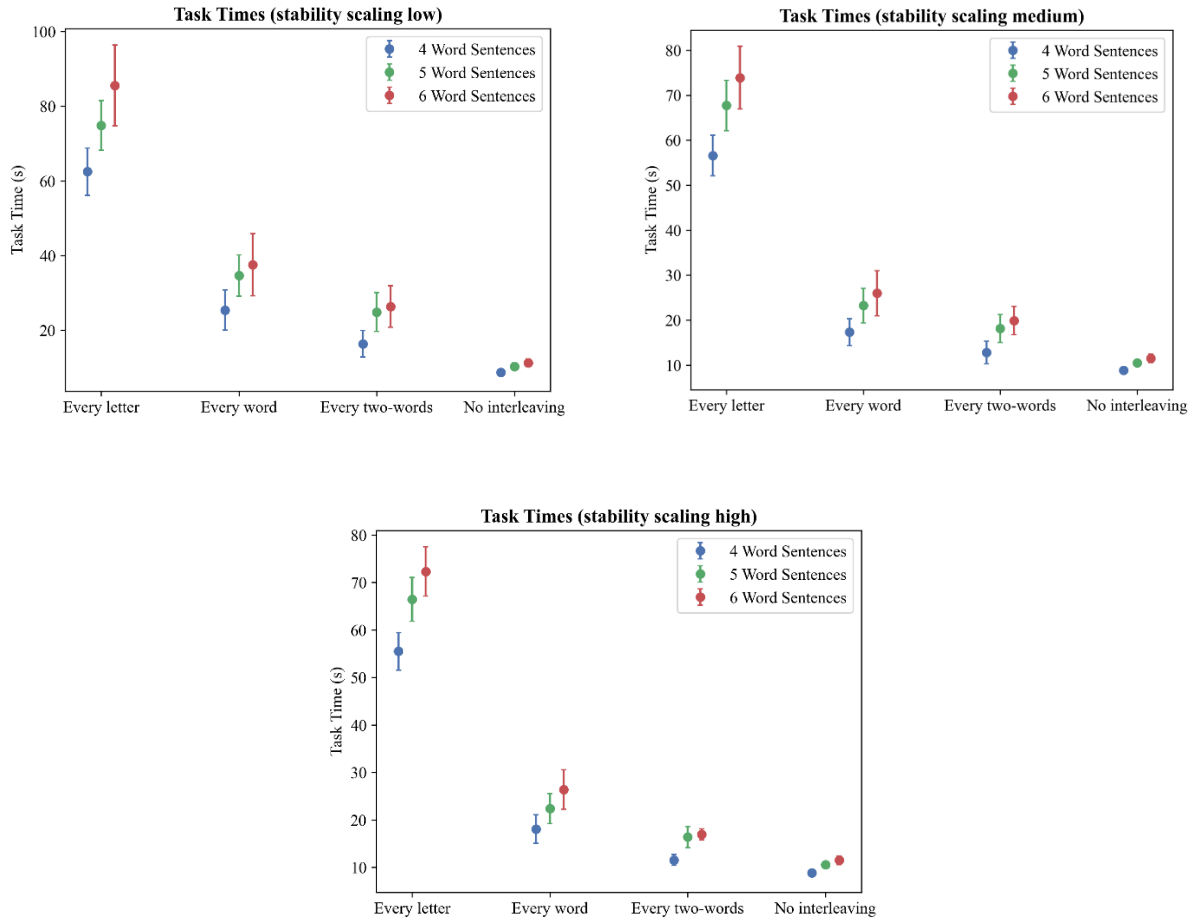 Task Times (stability scaling low)
100
80
60
40
20
Task Time (s)
4 Word Sentences
5 Word Sentences
6 Word Sentences
Every letter
Every word
Every two-words
No interleaving
Task Times (stability scaling medium)
80
70
60
50
40
30
20
10
Task Time (s)
4 Word Sentences
5 Word Sentences
6 Word Sentences
Every letter
Every word
Every two-words
No interleaving
Task Times (stability scaling high)
80
70
60
50
40
30
20
10
Task Time (s)
4 Word Sentences
5 Word Sentences
6 Word Sentences
Every letter
Every word
Every two-words
No interleaving